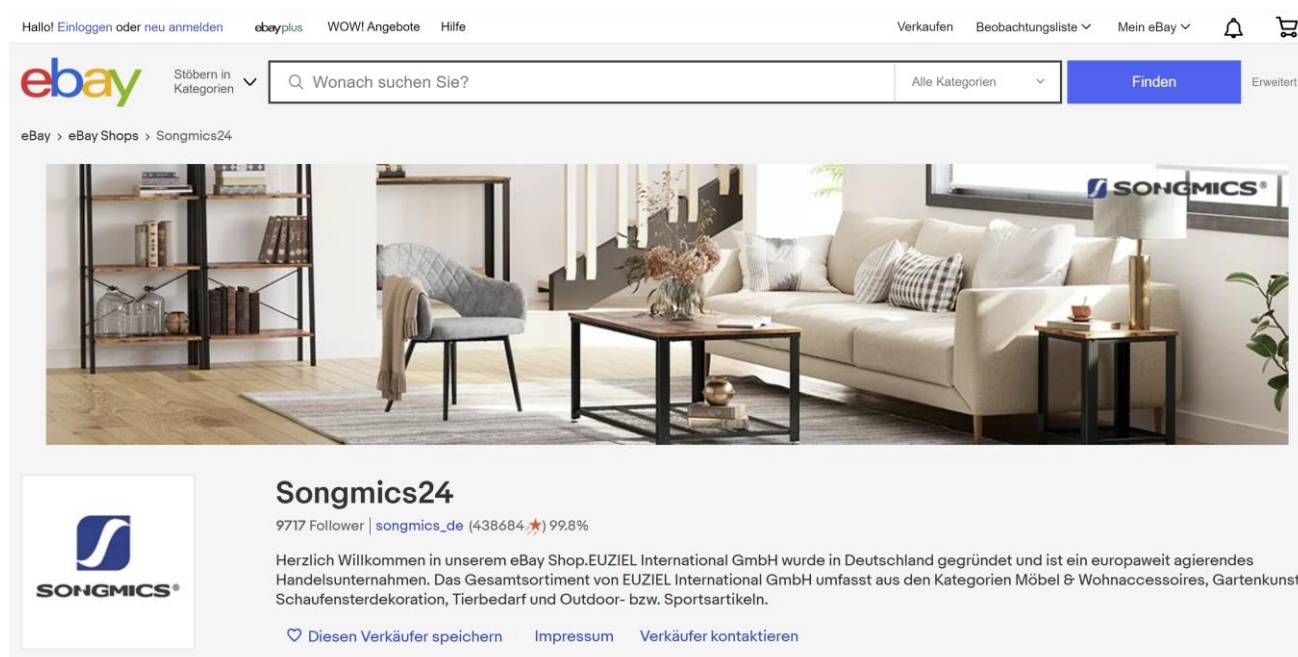 Hallo! Einloggen oder neu anmelden ebayplus WOW! Angebote Hilfe Verkaufen Beobachtungsliste Mein eBay
ebay Stöbern in Kategorien Wonach suchen Sie? Alle Kategorien Finden Erweitert
eBay > eBay Shops > Songmics24
SONGMICS®
Songmics24
9717 Follower | songmics_de (438684) 99.8%
Herzlich Willkommen in unserem eBay Shop.EUZIEL International GmbH wurde in Deutschland gegründet und ist ein europaweit agierendes
Handelsunternahmen. Das Gesamtsortiment von EUZIEL International GmbH umfasst aus den Kategorien Möbel & Wohnaccessoires, Gartenkunst
Schaufensterdekoration, Tierbedarf und Outdoor- bzw. Sportsartikeln.
SONGMICS®
Diesen Verkäufer speichern Impressum Verkäufer kontaktieren